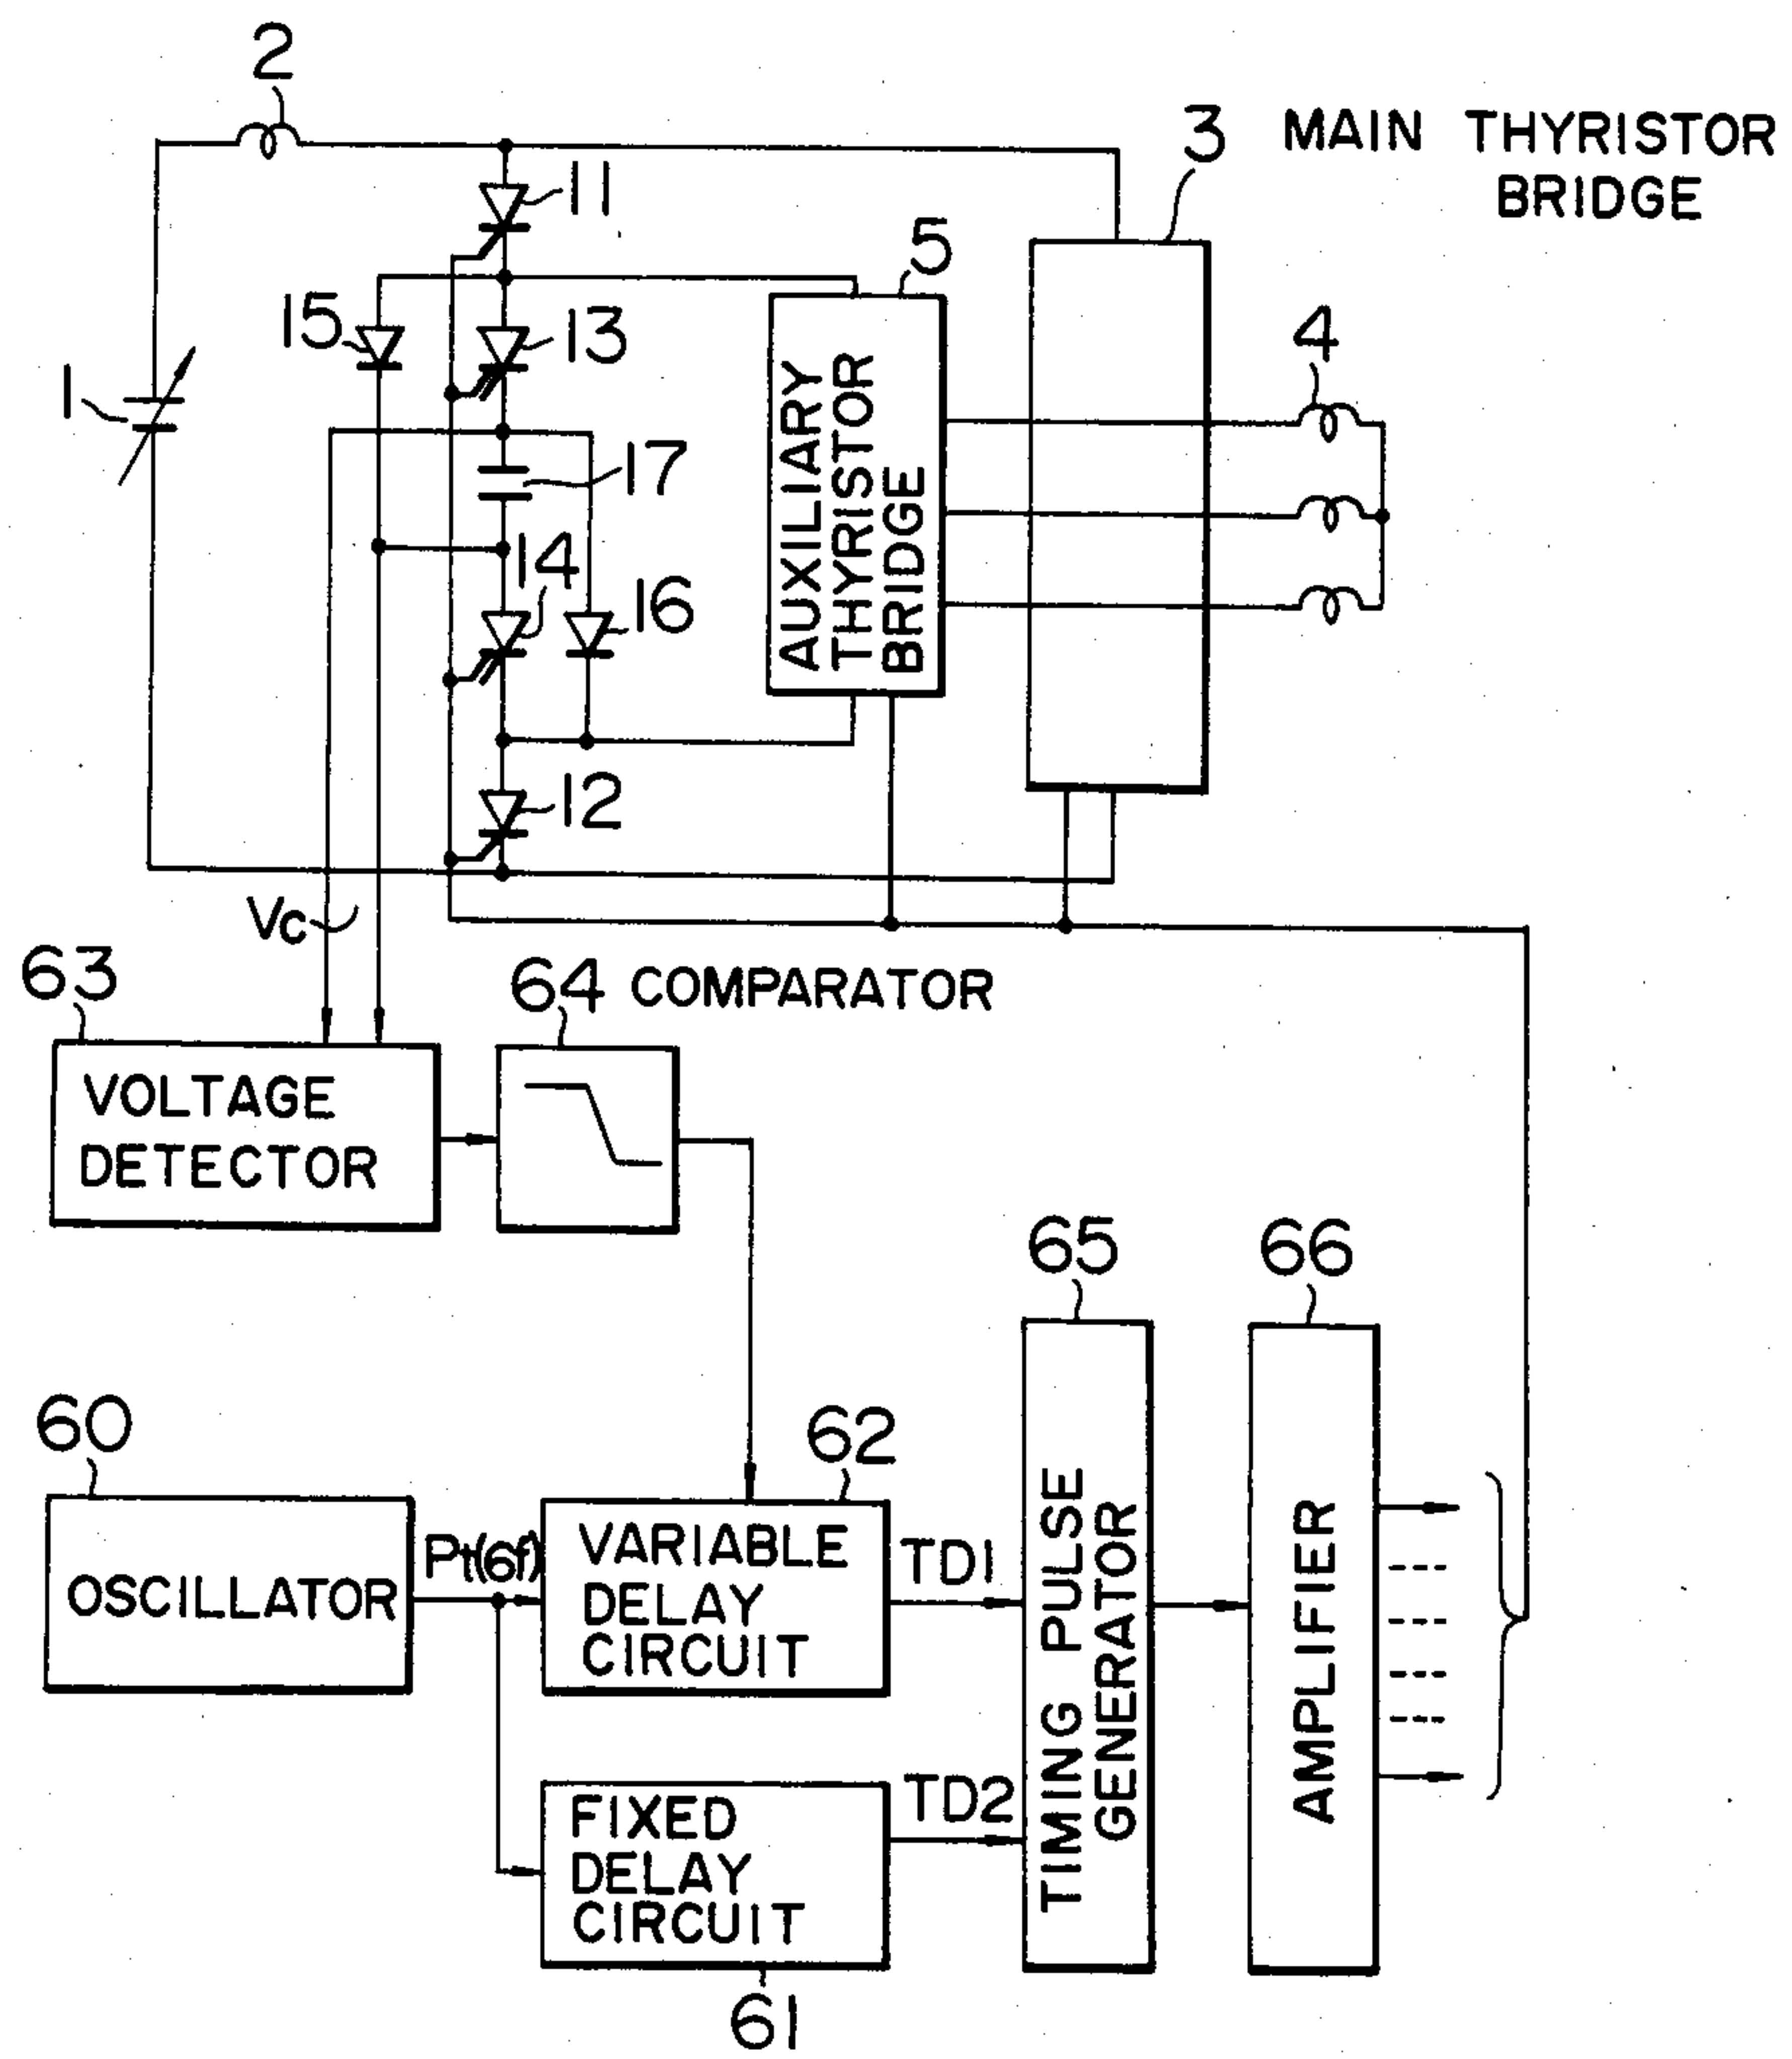 2
3 MAIN THYRISTOR
BRIDGE
11
5
15
13
4
1
17
14
16
AUXILIARY
THYRISTOR
BRIDGE
12
Vc
63
64 COMPARATOR
VOLTAGE
DETECTOR
65
66
60
62
Pt(6f)
OSCILLATOR
VARIABLE
DELAY
CIRCUIT
TD1
TIMING PULSE
GENERATOR
AMPLIFIER
TD2
FIXED
DELAY
CIRCUIT
61